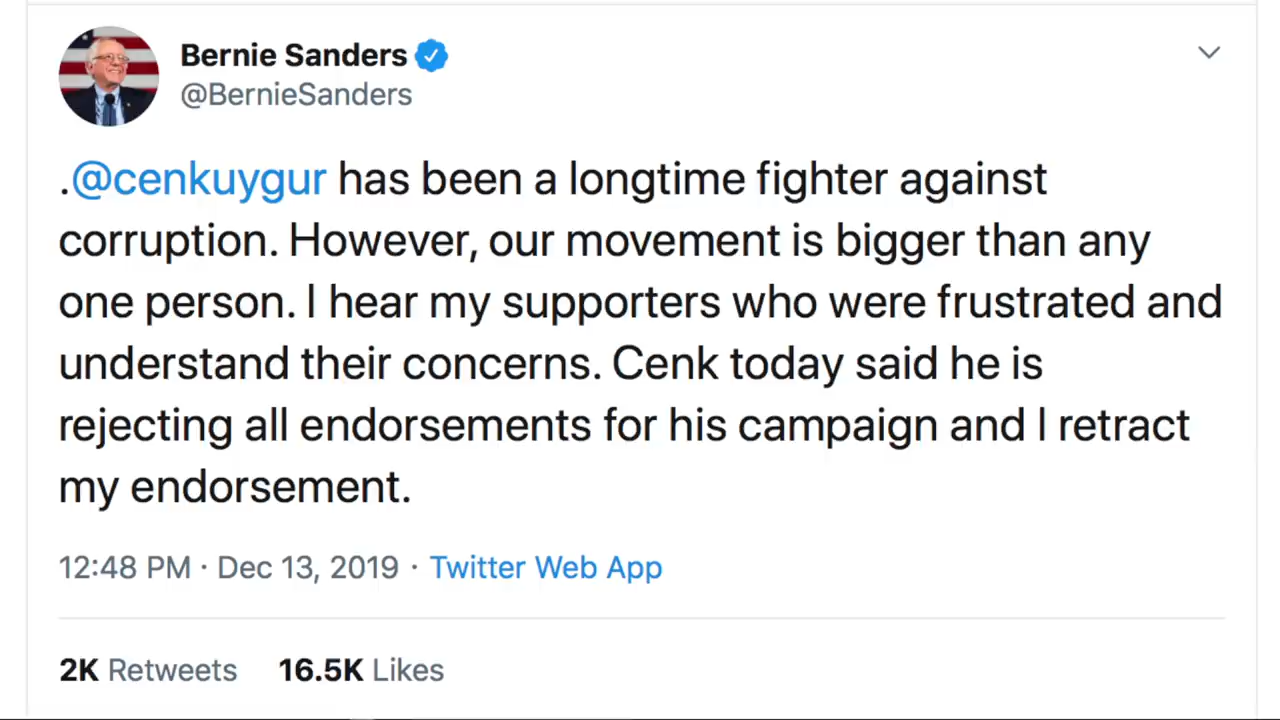 Bernie Sanders
@BernieSanders
.@cenkuygur has been a longtime fighter against
corruption. However, our movement is bigger than any
one person. I hear my supporters who were frustrated and
understand their concerns. Cenk today said he is
rejecting all endorsements for his campaign and I retract
my endorsement.
12:48 PM · Dec 13, 2019 · Twitter Web App
2K Retweets 16.5K Likes